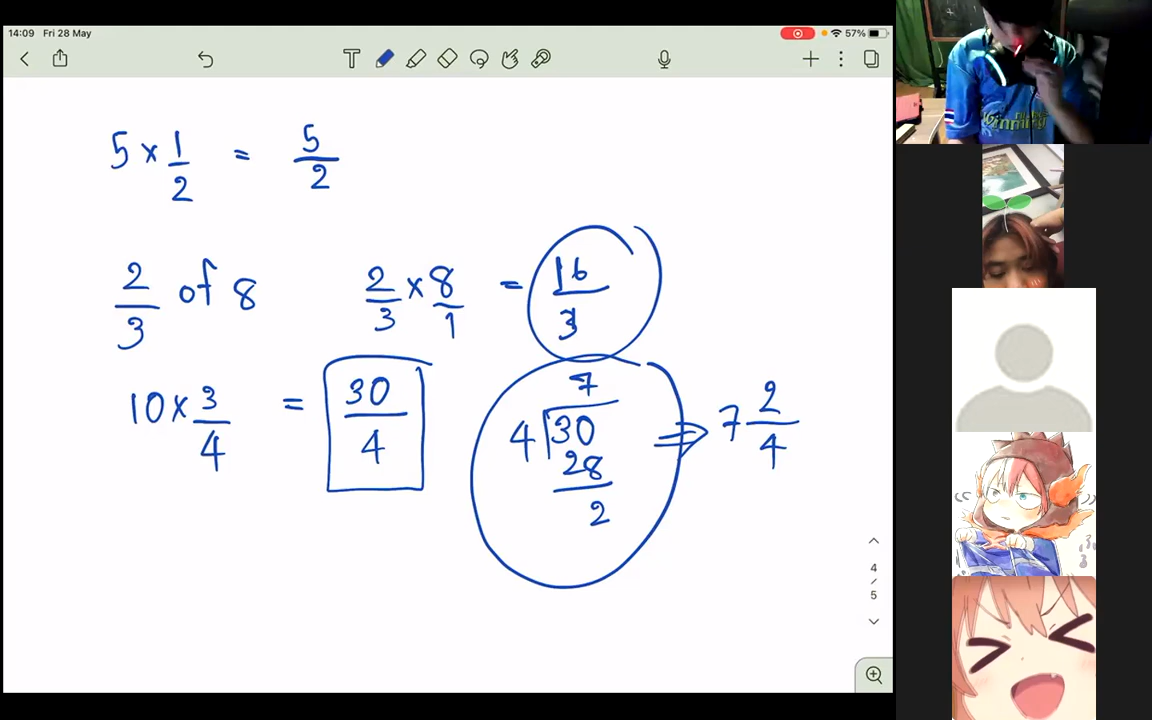 14:09 Fri 28 May
57%
T
5 × 1/2 = 5/2
2/3 of 8
2/3 × 8/1 = 16/3
10 × 3/4 = 30/4
7
4 30
28
2
⇒ 7 2/4
4
/
5
Winning